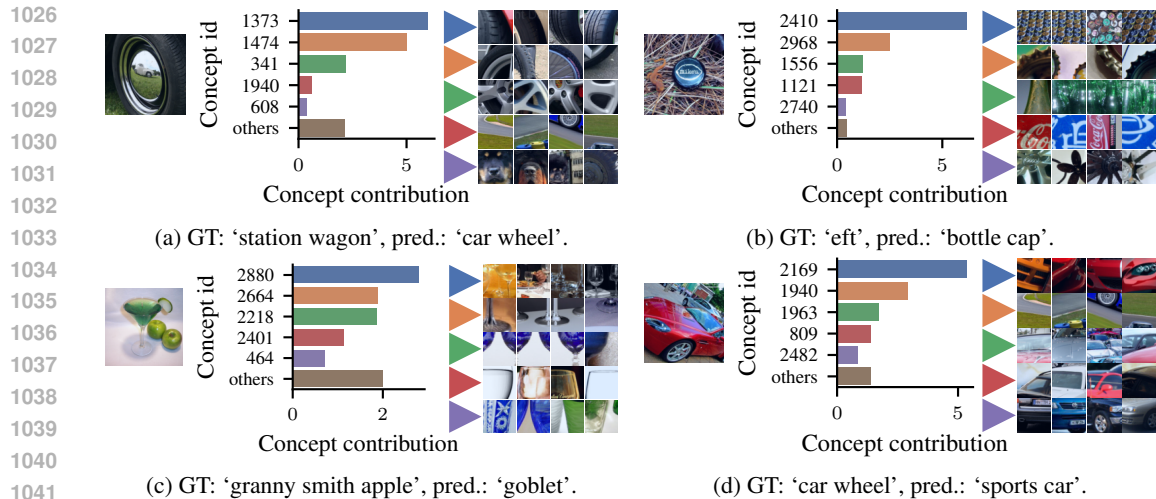 1026
1027
1028
1029
1030
1031
1032
1033
1034
1035
1036
1037
1038
1039
1040
1041
Concept id
1373
1474
341
1940
608
others
0
5
Concept contribution
(a) GT: ‘station wagon’, pred.: ‘car wheel’.
Concept id
2410
2968
1556
1121
2740
others
0
5
Concept contribution
(b) GT: ‘eft’, pred.: ‘bottle cap’.
Concept id
2880
2664
2218
2401
464
others
0
2
Concept contribution
(c) GT: ‘granny smith apple’, pred.: ‘goblet’.
Concept id
2169
1940
1963
809
2482
others
0
5
Concept contribution
(d) GT: ‘car wheel’, pred.: ‘sports car’.